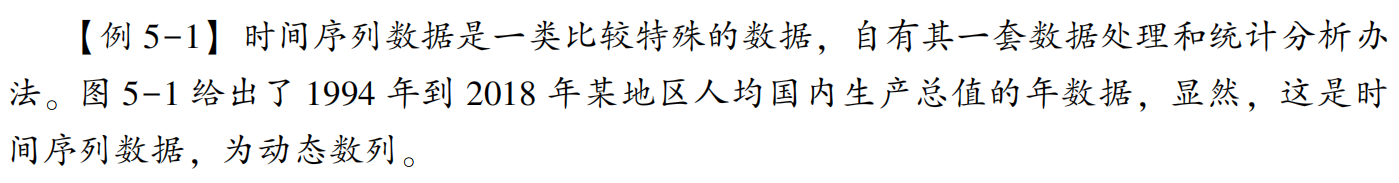 【例 5-1】时间序列数据是一类比较特殊的数据，自有其一套数据处理和统计分析办
法。图 5-1 给出了 1994 年到 2018 年某地区人均国内生产总值的年数据，显然，这是时
间序列数据，为动态数列。